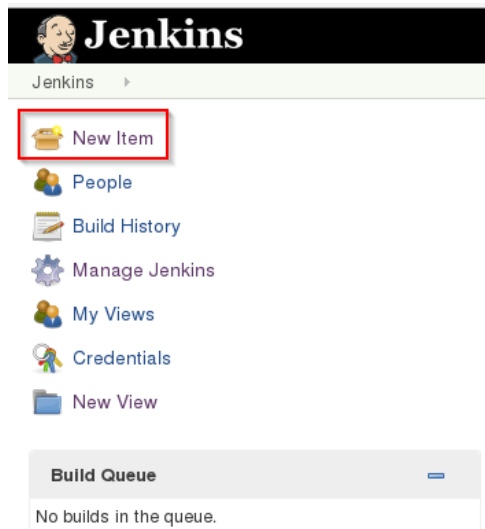 Jenkins
Jenkins
New Item
People
Build History
Manage Jenkins
My Views
Credentials
New View
Build Queue
No builds in the queue.